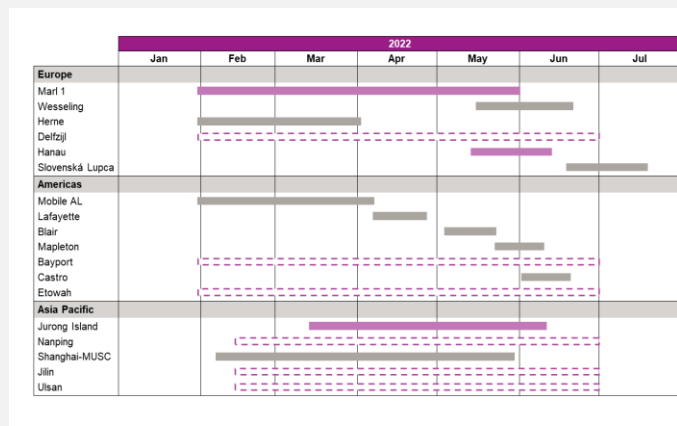 2022
Jan Feb Mar Apr May Jun Jul
Europe
Marl 1
Wesseling
Herne
Delfzijl
Hanau
Slovenská Lupca
Americas
Mobile AL
Lafayette
Blair
Mapleton
Bayport
Castro
Etowah
Asia Pacific
Jurong Island
Nanping
Shanghai-MUSC
Jilin
Ulsan